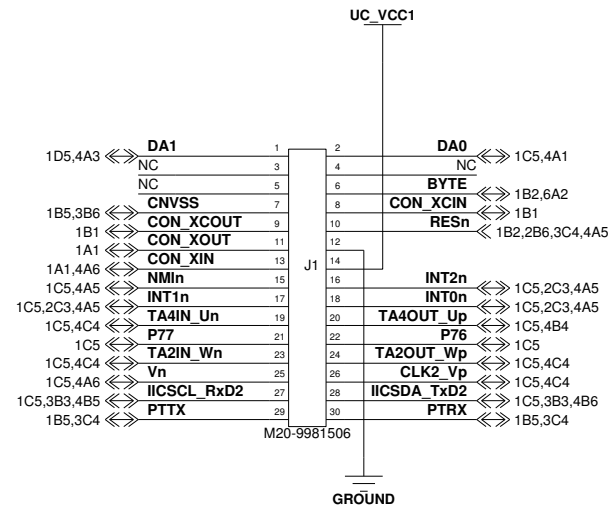 UC_VCC1
1D5,4A3 DA1 1 2 DA0 1C5,4A1
NC 3 4 NC
NC 5 6 BYTE 1B2,6A2
1B5,3B6 CNVSS 7 8 CON_XCIN 1B1
1B1 CON_XCOUT 9 10 RESn 1B2,2B6,3C4,4A5
1A1 CON_XOUT 11 12
1A1,4A6 CON_XIN 13 J1 14
1C5,4A5 NMIn 15 16 INT2n 1C5,2C3,4A5
1C5,2C3,4A5 INT1n 17 18 INT0n 1C5,2C3,4A5
1C5,4C4 TA4IN_Un 19 20 TA4OUT_Up 1C5,4B4
1C5 P77 21 22 P76 1C5
1C5,4C4 TA2IN_Wn 23 24 TA2OUT_Wp 1C5,4C4
1C5,4A6 Vn 25 26 CLK2_Vp 1C5,4C4
1C5,3B3,4B5 IICSCL_RxD2 27 28 IICSDA_TxD2 1C5,3B3,4B6
1B5,3C4 PTTX 29 30 PTRX 1B5,3C4
M20-9981506
GROUND